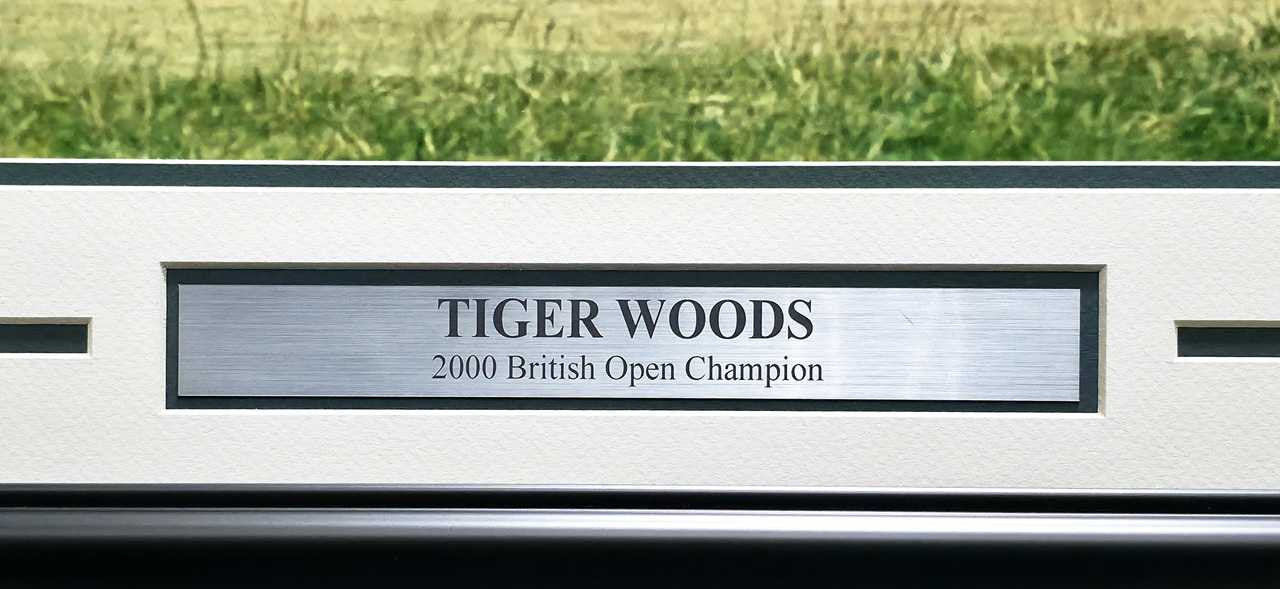 TIGER WOODS
2000 British Open Champion